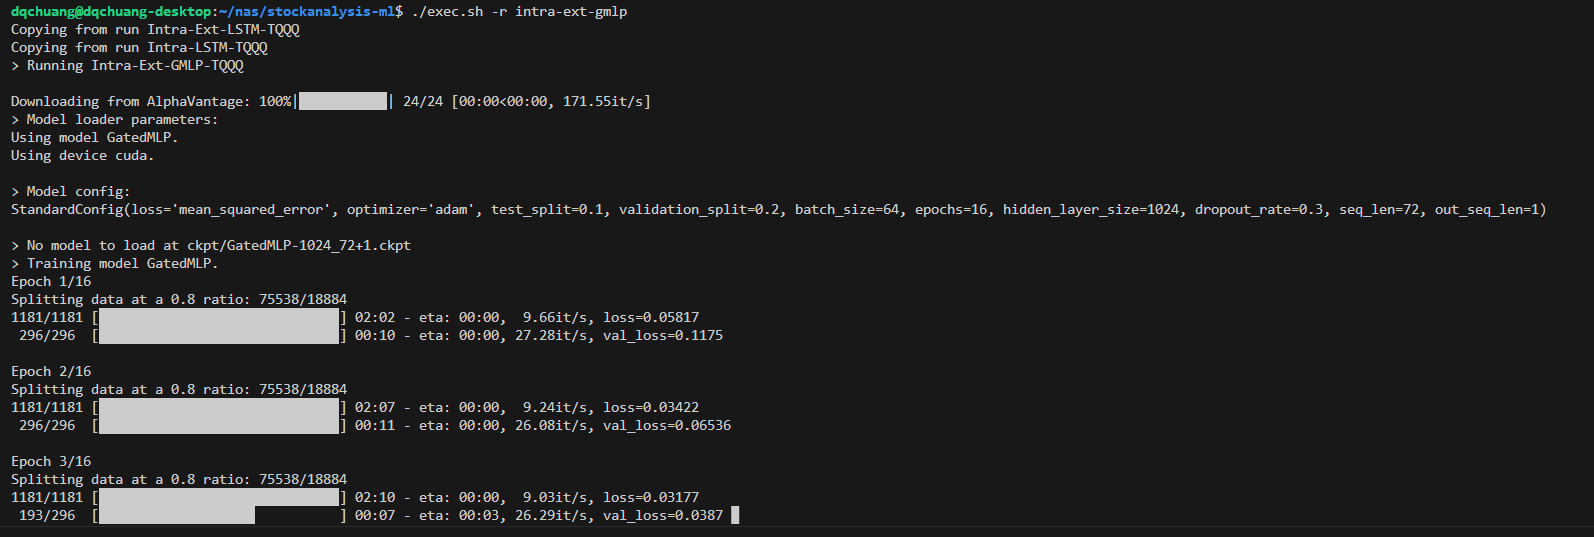 dqchuang@dqchuang-desktop:~/nas/stockanalysis-ml$ ./exec.sh -r intra-ext-gmlp
Copying from run Intra-Ext-LSTM-TQQQ
Copying from run Intra-LSTM-TQQQ
> Running Intra-Ext-GMLP-TQQQ
Downloading from AlphaVantage: 100%|███████████| 24/24 [00:00<00:00, 171.55it/s]
> Model loader parameters:
Using model GatedMLP.
Using device cuda.
> Model config:
StandardConfig(loss='mean_squared_error', optimizer='adam', test_split=0.1, validation_split=0.2, batch_size=64, epochs=16, hidden_layer_size=1024, dropout_rate=0.3, seq_len=72, out_seq_len=1)
> No model to load at ckpt/GatedMLP-1024_72+1.ckpt
> Training model GatedMLP.
Epoch 1/16
Splitting data at a 0.8 ratio: 75538/18884
1181/1181 [██████████████████████████████] 02:02 - eta: 00:00,  9.66it/s, loss=0.05817
296/296  [██████████████████████████████] 00:10 - eta: 00:00, 27.28it/s, val_loss=0.1175
Epoch 2/16
Splitting data at a 0.8 ratio: 75538/18884
1181/1181 [██████████████████████████████] 02:07 - eta: 00:00,  9.24it/s, loss=0.03422
296/296  [██████████████████████████████] 00:11 - eta: 00:00, 26.08it/s, val_loss=0.06536
Epoch 3/16
Splitting data at a 0.8 ratio: 75538/18884
1181/1181 [██████████████████████████████] 02:10 - eta: 00:00,  9.03it/s, loss=0.03177
193/296  [███████████████████▌          ] 00:07 - eta: 00:03, 26.29it/s, val_loss=0.0387